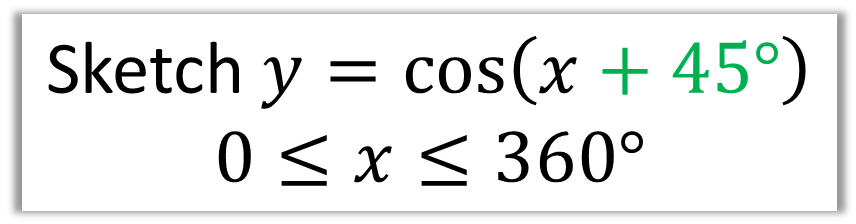 Sketch y = cos(x + 45°)
0 ≤ x ≤ 360°